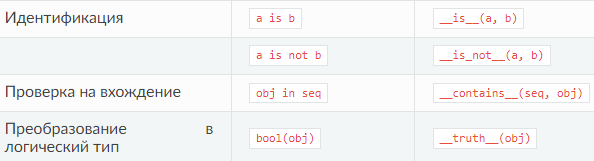 Идентификация a is b __is__(a, b)
a is not b __is_not__(a, b)
Проверка на вхождение obj in seq __contains__(seq, obj)
Преобразование в bool(obj) __truth__(obj)
логический тип